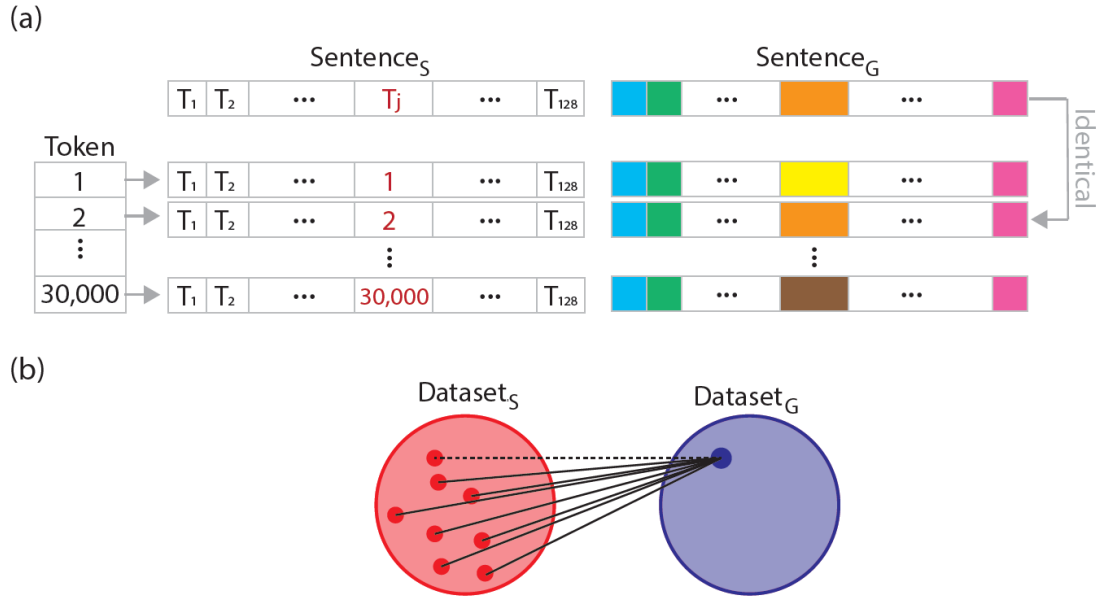 (a)
Sentence_S Sentence_G
T₁ T₂ ... Tj ... T₁₂₈ ... ...
Token
1 T₁ T₂ ... 1 ... T₁₂₈ ... ...
2 T₁ T₂ ... 2 ... T₁₂₈ ... ...
⋮ ⋮ ⋮
30,000 T₁ T₂ ... 30,000 ... T₁₂₈ ... ...
Identical
(b)
Dataset_S Dataset_G